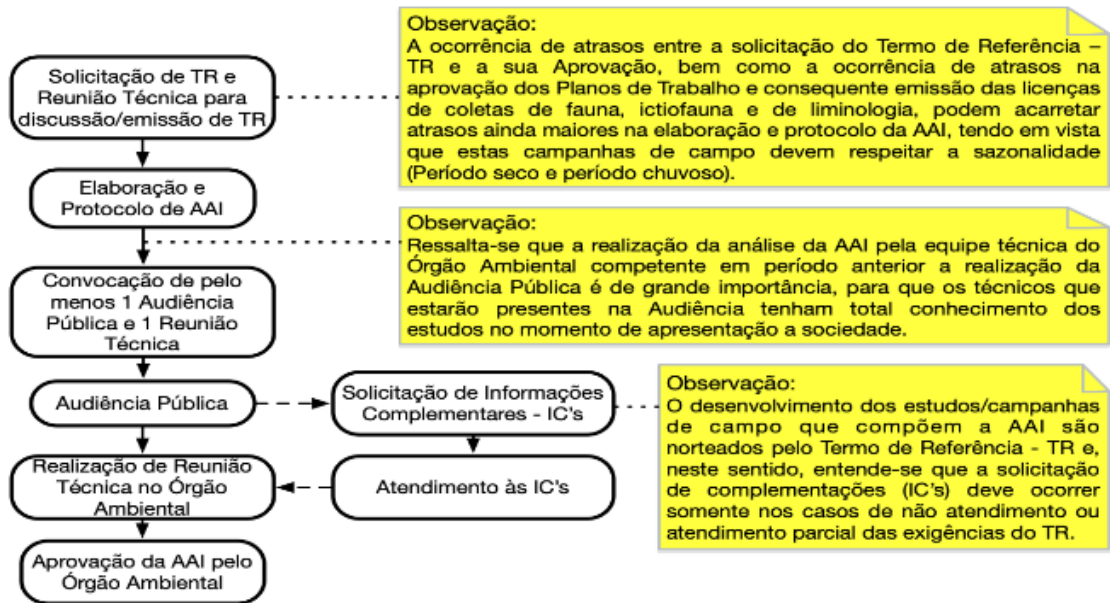 Solicitação de TR e
Reunião Técnica para
discussão/emissão de TR
Observação:
A ocorrência de atrasos entre a solicitação do Termo de Referência –
TR e a sua Aprovação, bem como a ocorrência de atrasos na
aprovação dos Planos de Trabalho e consequente emissão das licenças
de coletas de fauna, ictiofauna e de liminologia, podem acarretar
atrasos ainda maiores na elaboração e protocolo da AAI, tendo em vista
que estas campanhas de campo devem respeitar a sazonalidade
(Período seco e período chuvoso).
Elaboração e
Protocolo de AAI
Observação:
Ressalta-se que a realização da análise da AAI pela equipe técnica do
Órgão Ambiental competente em período anterior a realização da
Audiência Pública é de grande importância, para que os técnicos que
estarão presentes na Audiência tenham total conhecimento dos
estudos no momento de apresentação a sociedade.
Convocação de pelo
menos 1 Audiência
Pública e 1 Reunião
Técnica
Audiência Pública
Solicitação de Informações
Complementares - IC's
Observação:
O desenvolvimento dos estudos/campanhas
de campo que compõem a AAI são
norteados pelo Termo de Referência - TR e,
neste sentido, entende-se que a solicitação
de complementações (IC's) deve ocorrer
somente nos casos de não atendimento ou
atendimento parcial das exigências do TR.
Realização de Reunião
Técnica no Órgão
Ambiental
Atendimento às IC's
Aprovação da AAI pelo
Órgão Ambiental